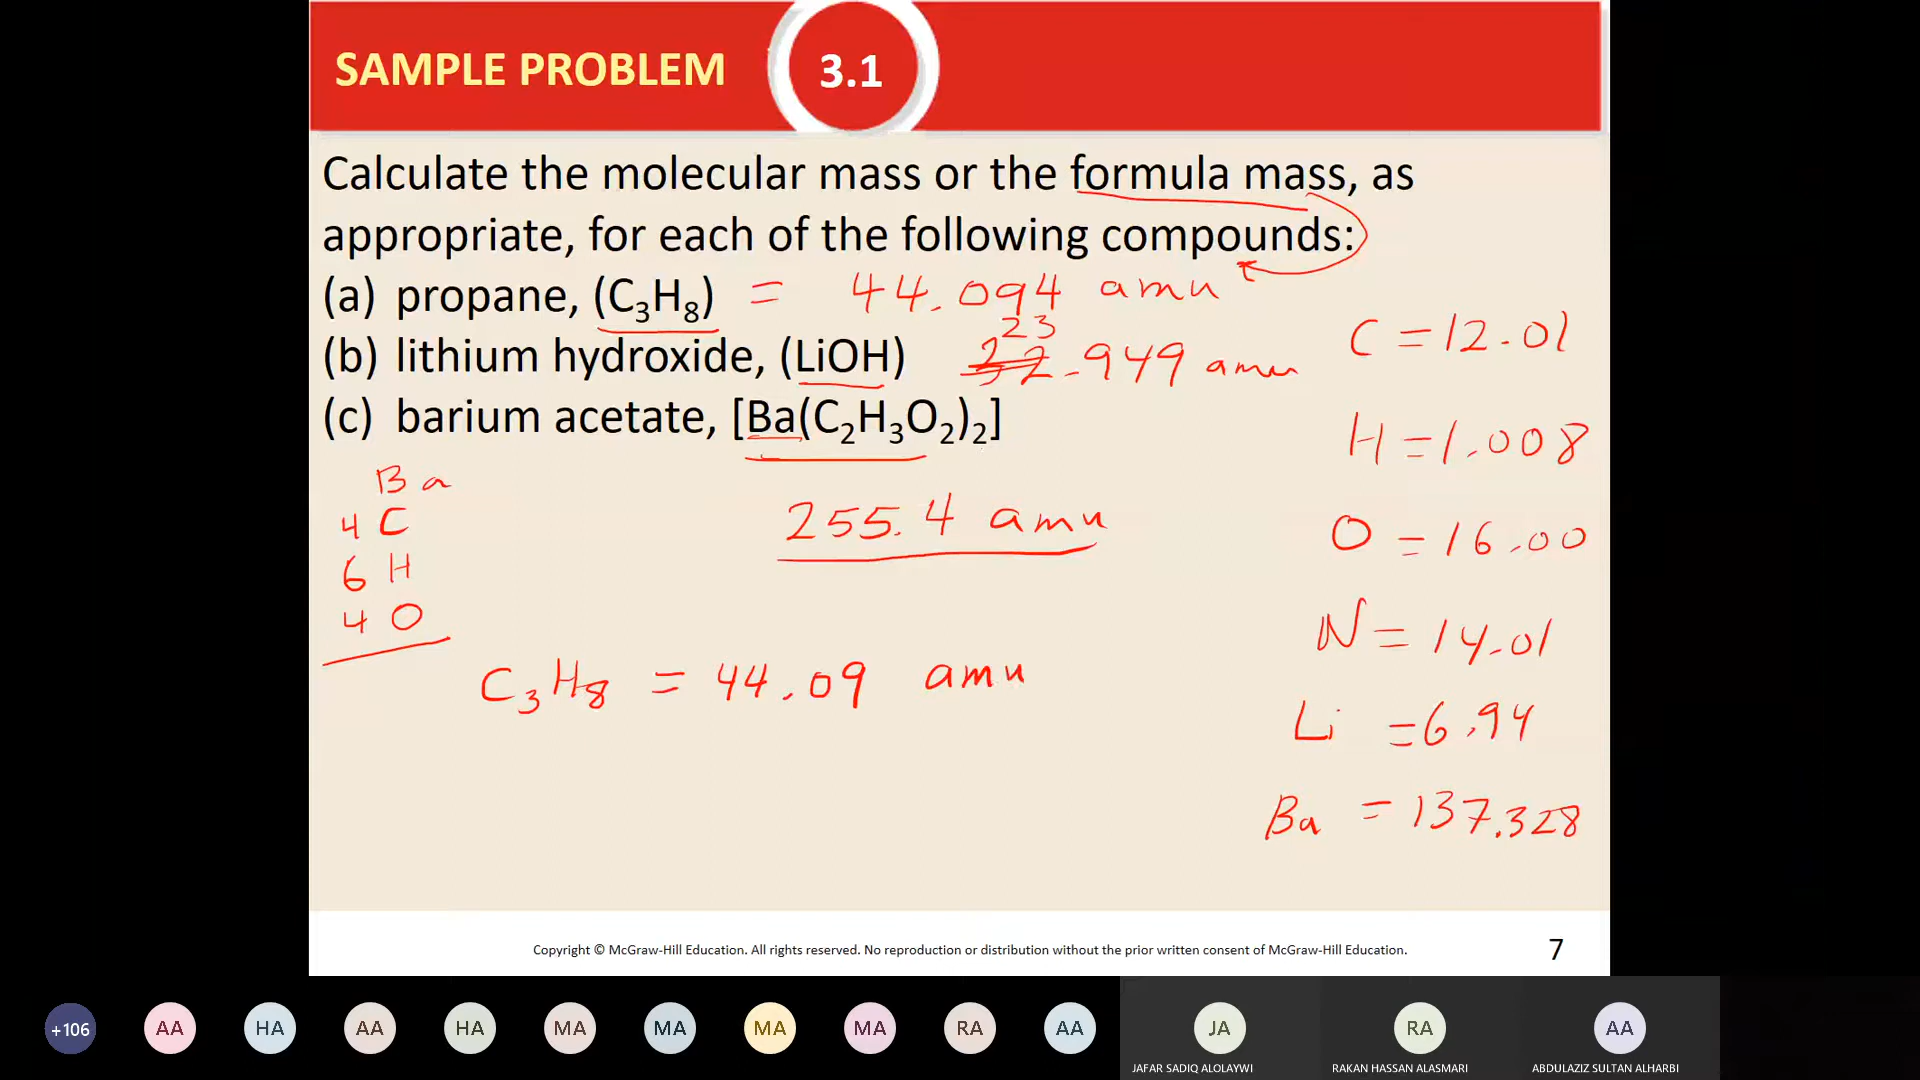 SAMPLE PROBLEM 3.1
Calculate the molecular mass or the formula mass, as
appropriate, for each of the following compounds:
(a) propane, (C₃H₈) = 44.094 amu
23
(b) lithium hydroxide, (LiOH) .949 amu
C = 12.01
(c) barium acetate, [Ba(C₂H₃O₂)₂]
H = 1.008
Ba
4 C
255.4 amu
O = 16.00
6 H
4 O
N = 14.01
C₃H₈ = 44.09 amu
Li = 6.94
Ba = 137.328
Copyright © McGraw-Hill Education. All rights reserved. No reproduction or distribution without the prior written consent of McGraw-Hill Education.
7
+106 AA HA AA HA MA MA MA MA RA AA JA RA AA
JAFAR SADIQ ALOLAYWI RAKAN HASSAN ALASMARI ABDULAZIZ SULTAN ALHARBI